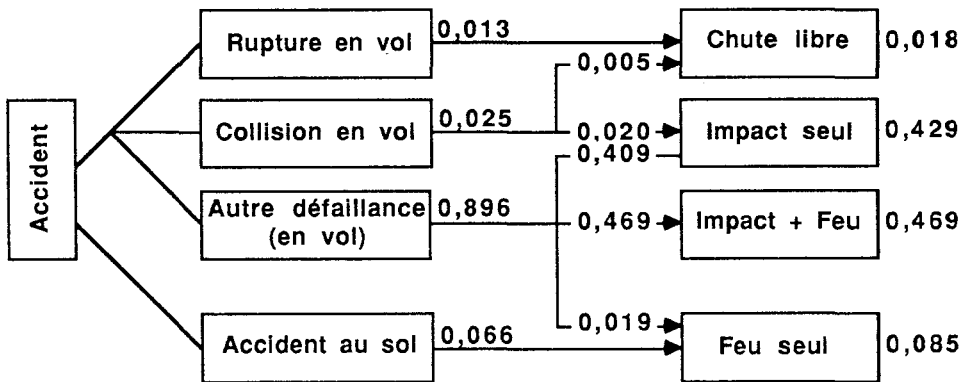 Rupture en vol
0,013
Chute libre
0,018
0,005
Accident
Collision en vol
0,025
0,020
Impact seul
0,429
0,409
Autre défaillance
(en vol)
0,896
0,469
Impact + Feu
0,469
0,019
Accident au sol
0,066
Feu seul
0,085